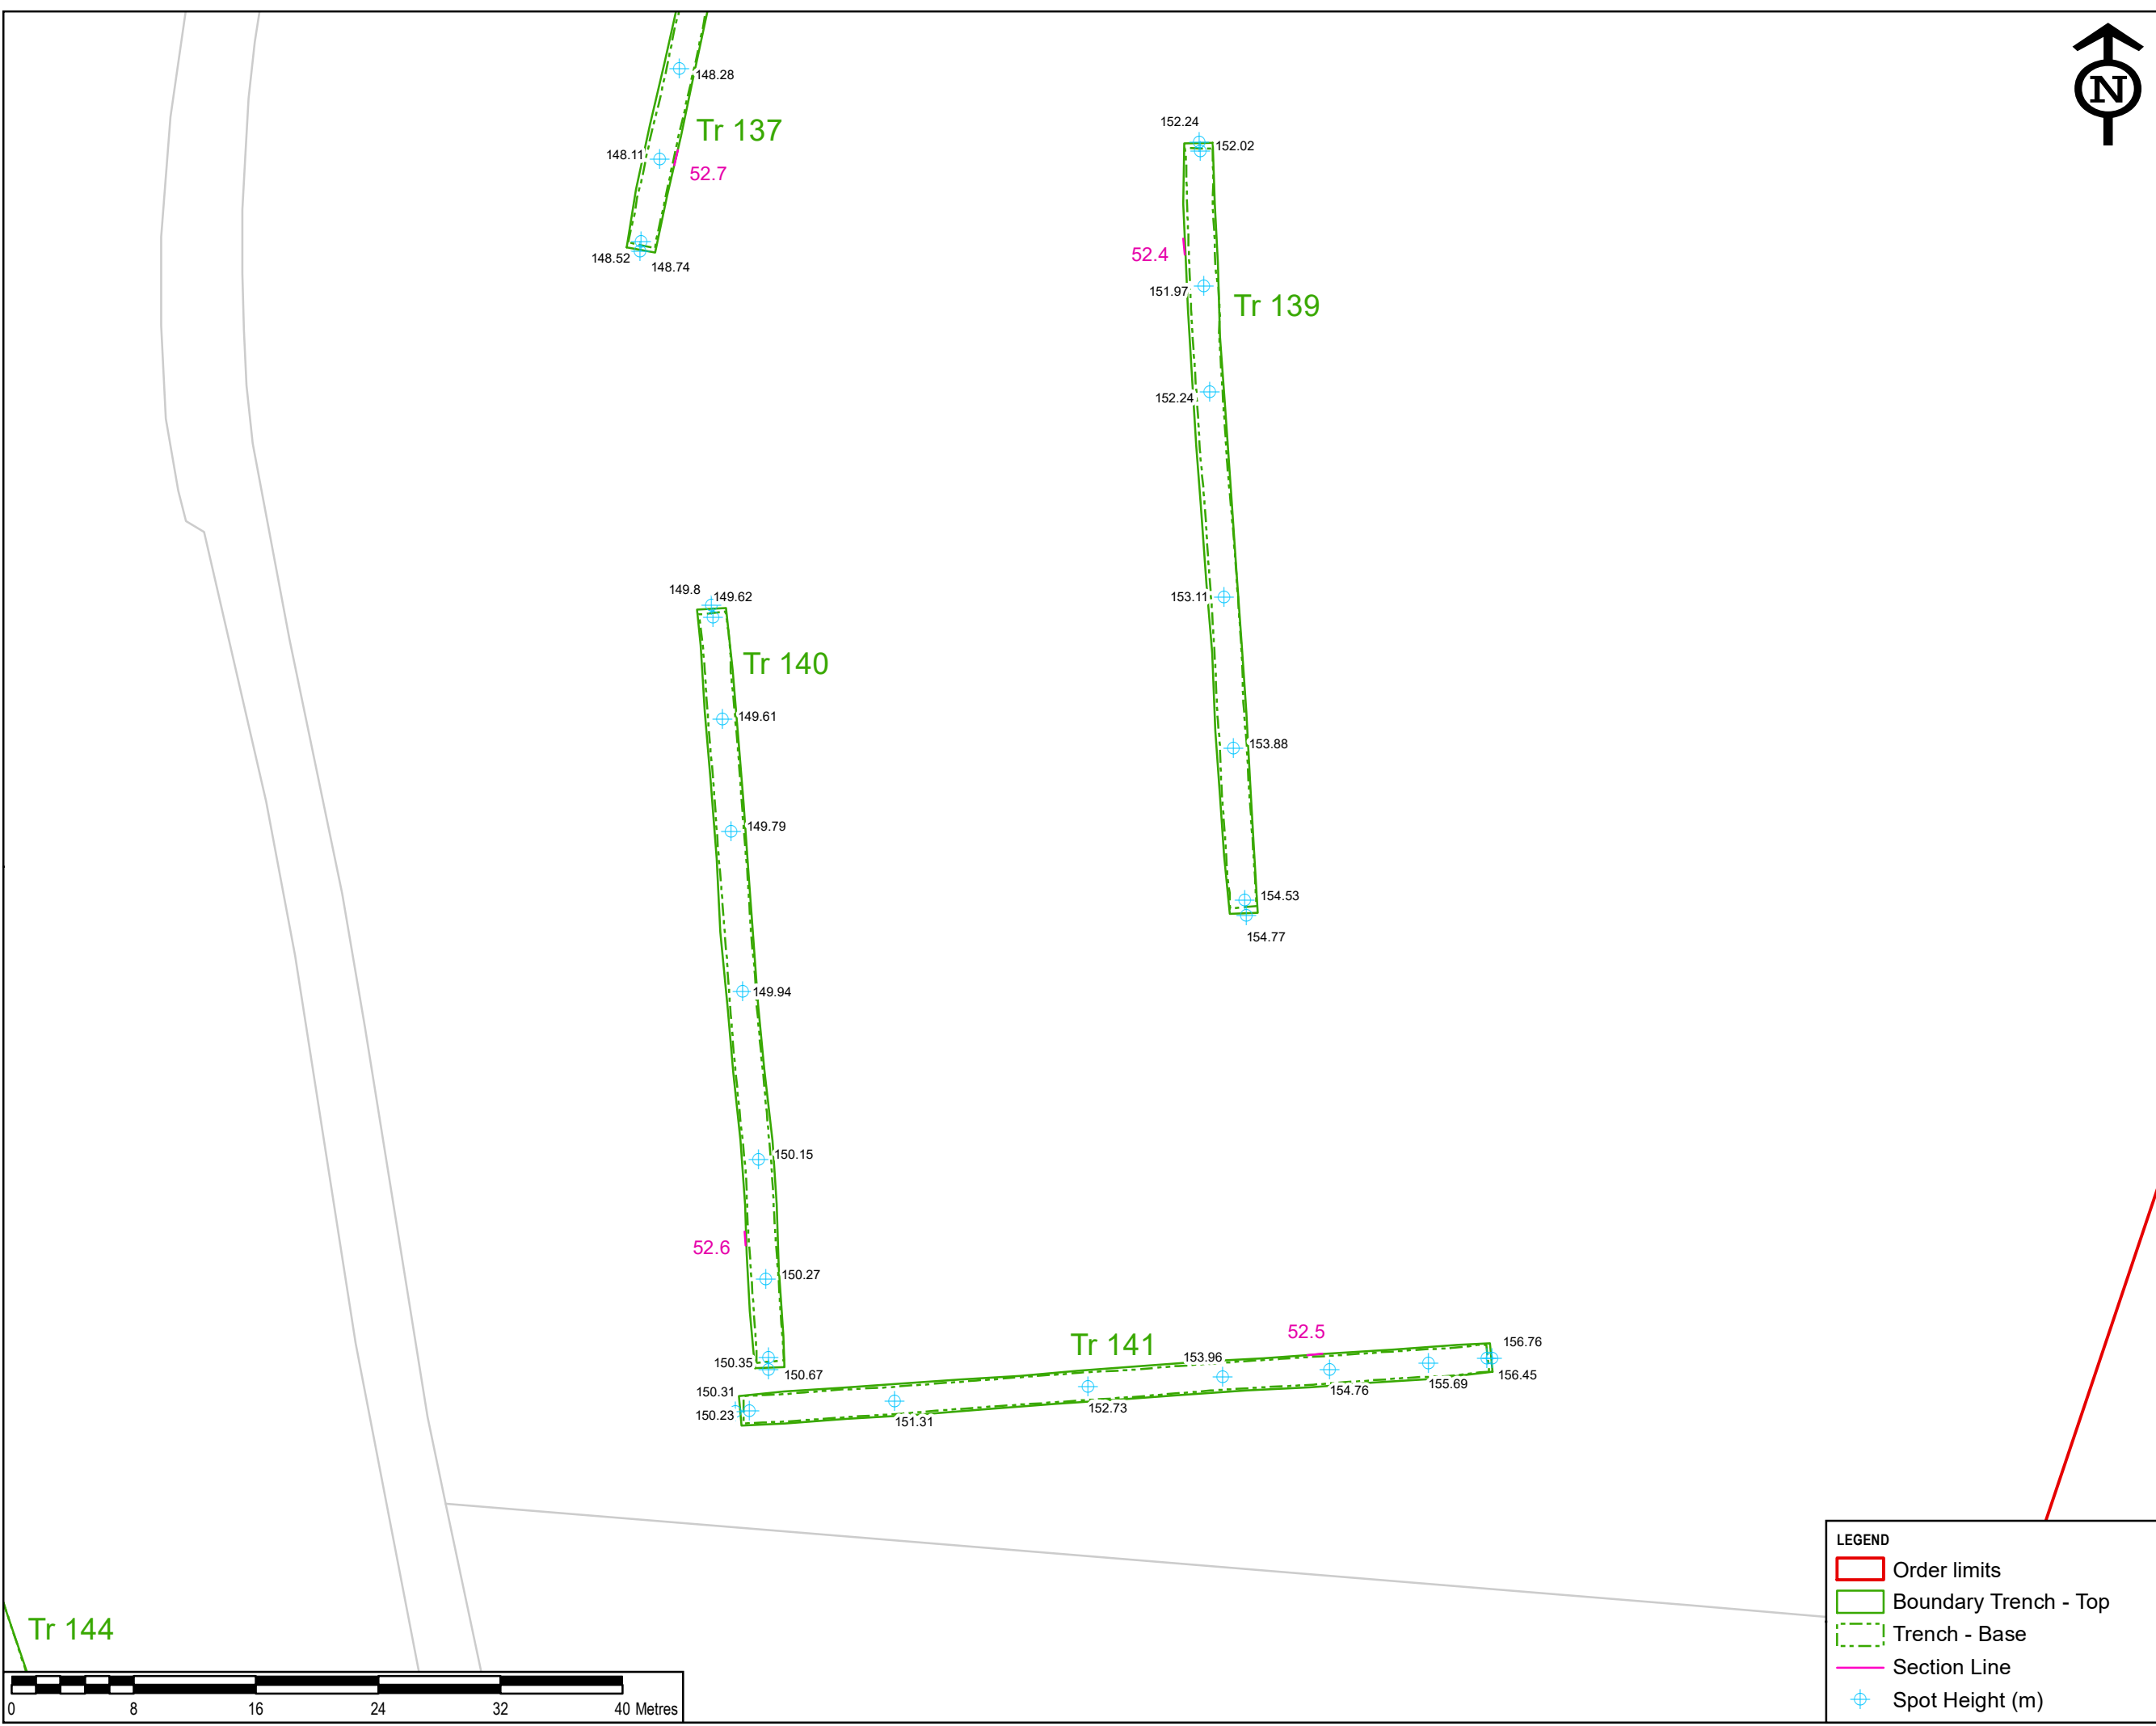 N
148.28
Tr 137
148.11
52.7
148.52
148.74
152.24
152.02
52.4
151.97
Tr 139
152.24
153.11
153.88
154.53
154.77
149.8
149.62
Tr 140
149.61
149.79
149.94
150.15
52.6
150.27
150.35
150.67
Tr 141
52.5
153.96
156.76
156.45
150.31
150.23
151.31
152.73
154.76
155.69
Tr 144
0 8 16 24 32 40 Metres
LEGEND
Order limits
Boundary Trench - Top
Trench - Base
Section Line
Spot Height (m)